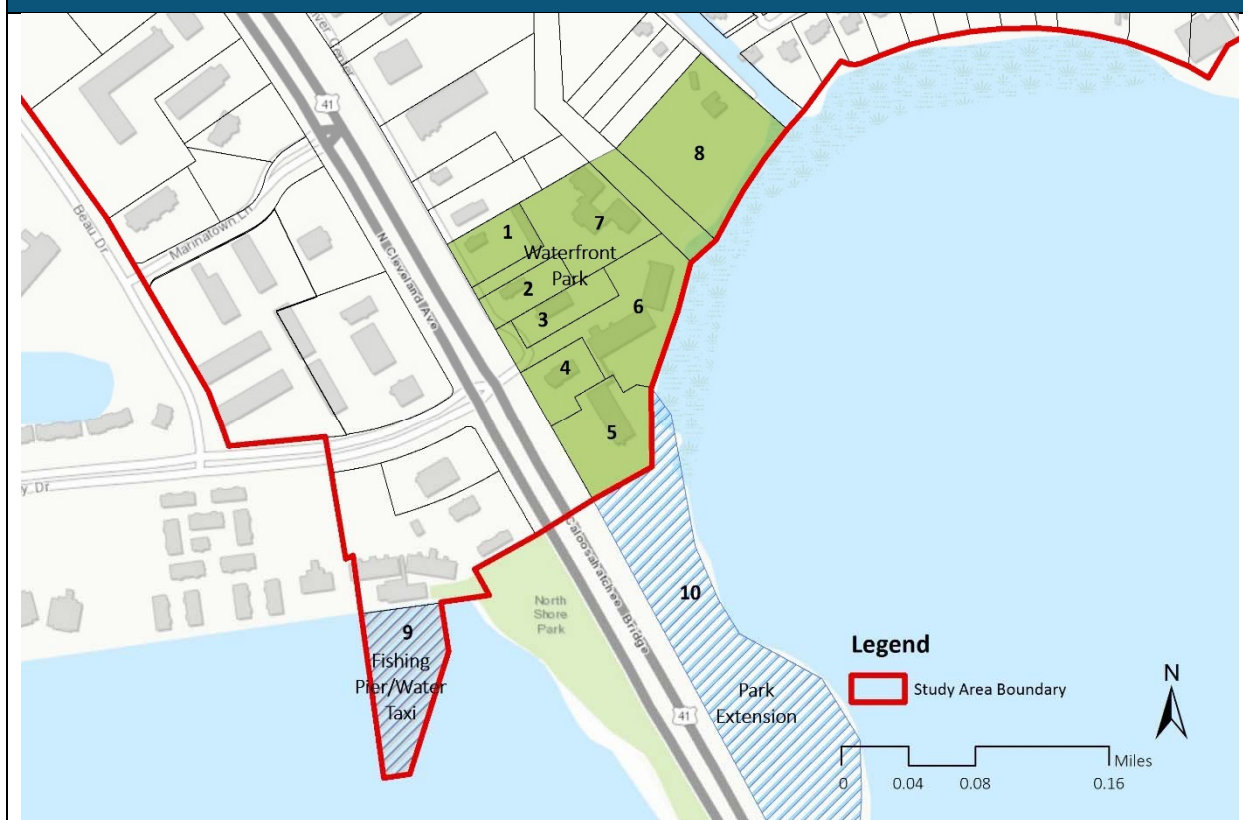 ver Center
41
Beau Dr
Marinatown Ln
N Cleveland Ave
8
1
7
Waterfront
Park
2
6
3
4
5
y Dr
Caloosahatchee Bridge
10
North
Shore
Park
9
Fishing
Pier/Water
Taxi
Park
Extension
41
Legend
Study Area Boundary
N
Miles
0
0.04
0.08
0.16